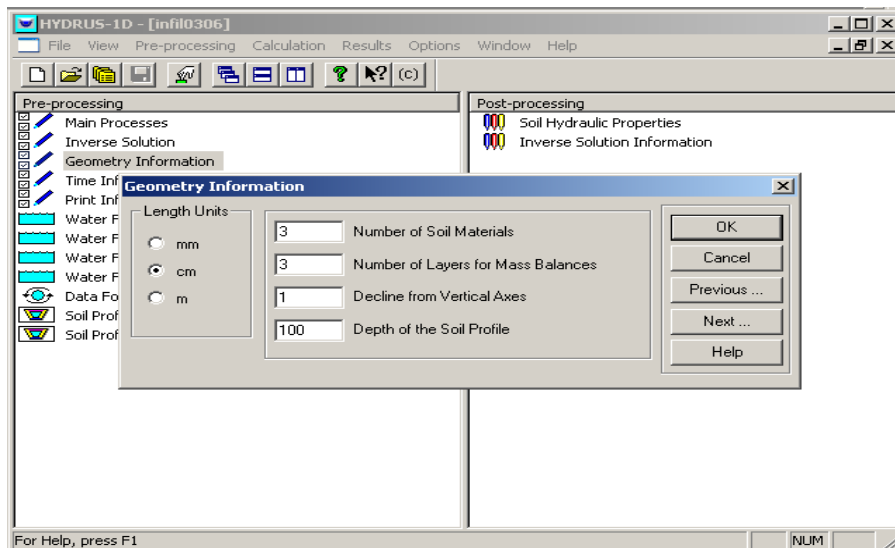 HYDRUS-1D - [infil0306]
File View Pre-processing Calculation Results Options Window Help
? ? (c)
Pre-processing
Main Processes
Inverse Solution
Geometry Information
Time Inf
Print Inf
Water F
Water F
Water F
Water F
Data Fo
Soil Prof
Soil Prof
Post-processing
Soil Hydraulic Properties
Inverse Solution Information
Geometry Information
Length Units
mm
cm
m
3 Number of Soil Materials
3 Number of Layers for Mass Balances
1 Decline from Vertical Axes
100 Depth of the Soil Profile
OK
Cancel
Previous ...
Next ...
Help
For Help, press F1
NUM